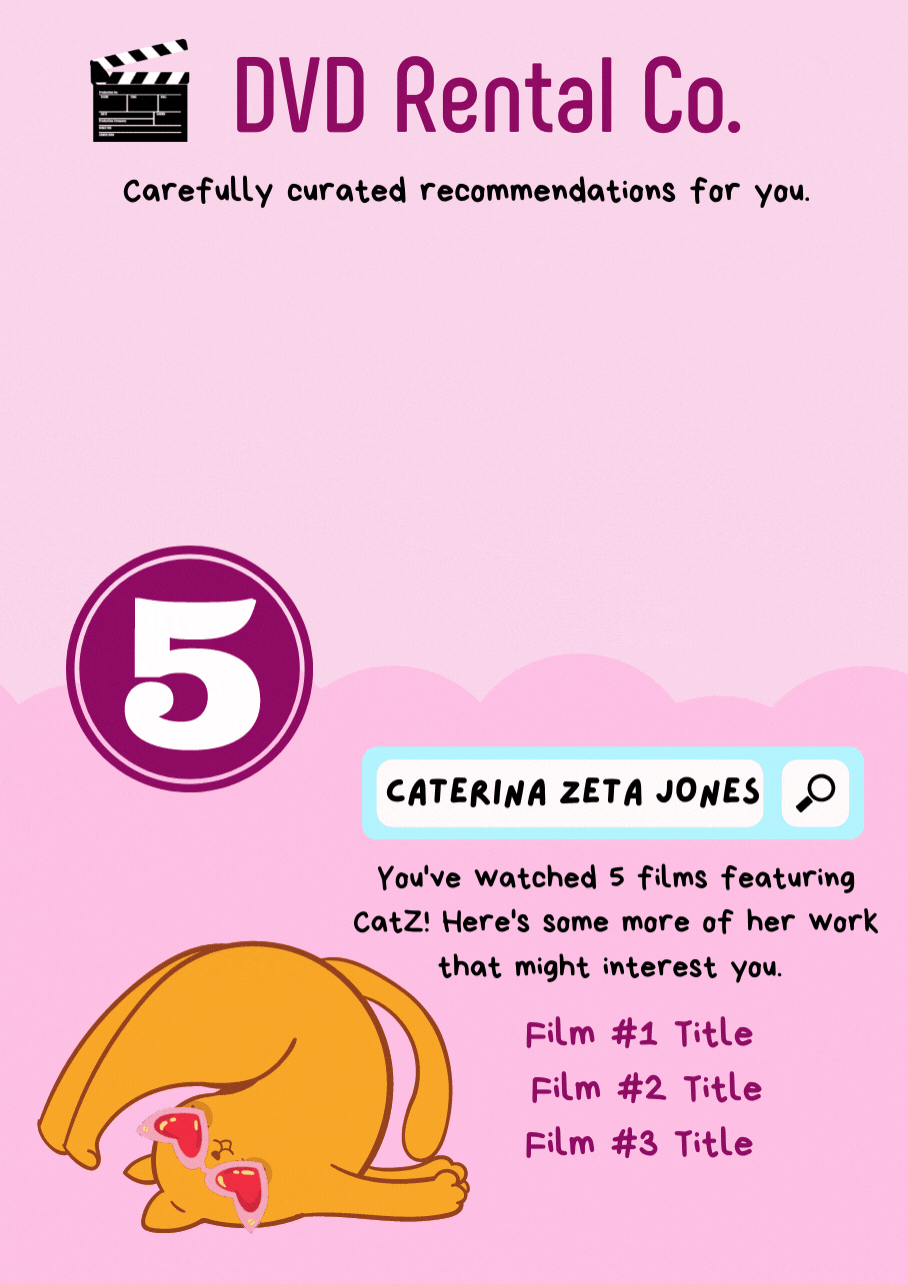 DVD Rental Co.
Carefully curated recommendations for you.
5
CATERINA ZETA JONES
You've watched 5 films featuring
CatZ! Here's some more of her work
that might interest you.
Film #1 Title
Film #2 Title
Film #3 Title